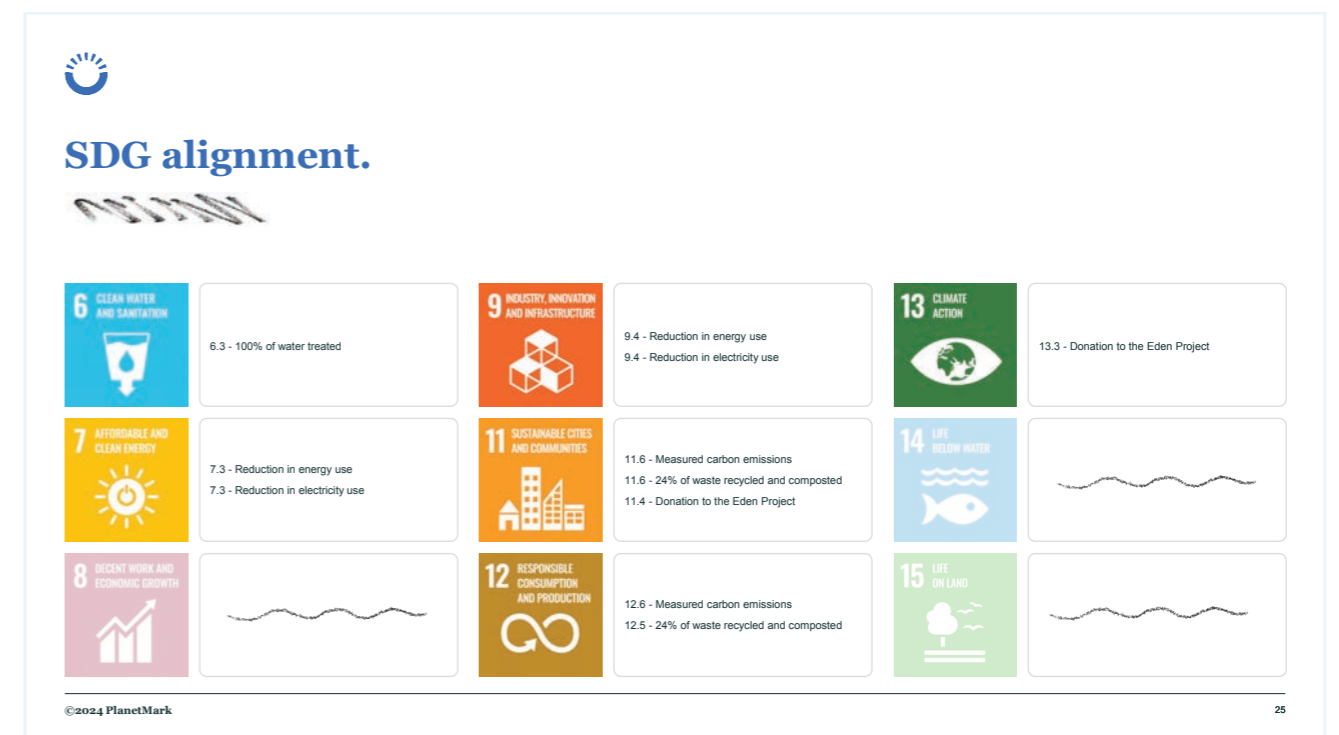 SDG alignment.
6 CLEAN WATER
AND SANITATION
6.3 - 100% of water treated
7 AFFORDABLE AND
CLEAN ENERGY
7.3 - Reduction in energy use
7.3 - Reduction in electricity use
8 DECENT WORK AND
ECONOMIC GROWTH
9 INDUSTRY, INNOVATION
AND INFRASTRUCTURE
9.4 - Reduction in energy use
9.4 - Reduction in electricity use
11 SUSTAINABLE CITIES
AND COMMUNITIES
11.6 - Measured carbon emissions
11.6 - 24% of waste recycled and composted
11.4 - Donation to the Eden Project
12 RESPONSIBLE
CONSUMPTION
AND PRODUCTION
12.6 - Measured carbon emissions
12.5 - 24% of waste recycled and composted
13 CLIMATE
ACTION
13.3 - Donation to the Eden Project
14 LIFE
BELOW WATER
15 LIFE
ON LAND
©2024 PlanetMark
25